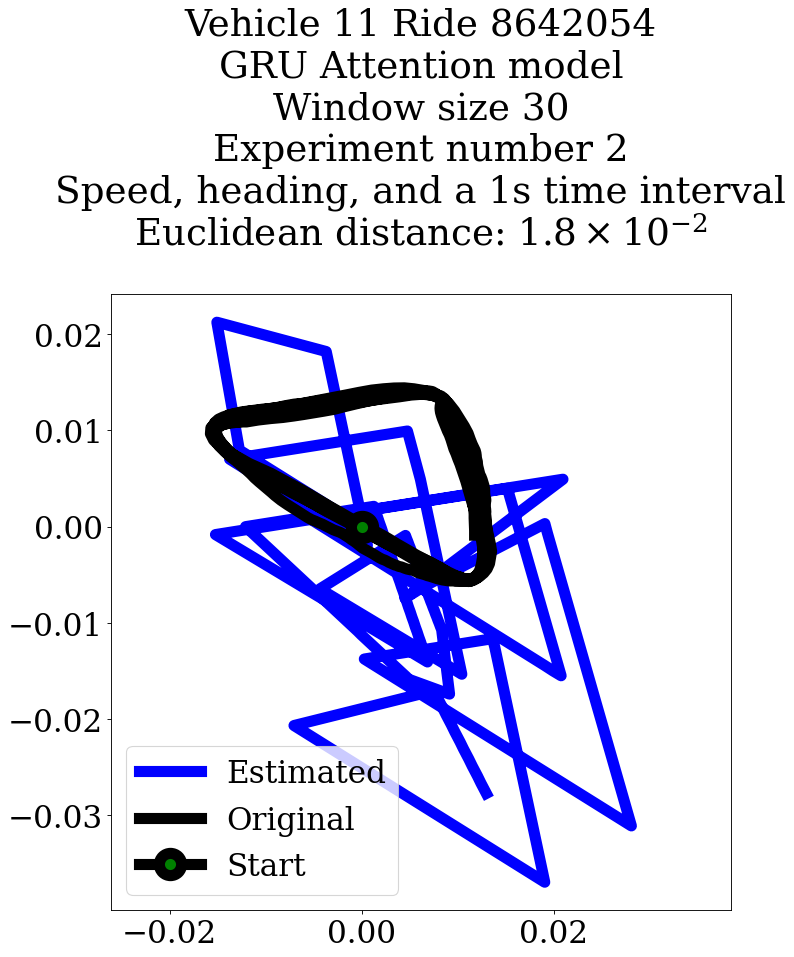 Vehicle 11 Ride 8642054
GRU Attention model
Window size 30
Experiment number 2
Speed, heading, and a 1s time interval
Euclidean distance: 1.8 × 10⁻²
0.02
0.01
0.00
−0.01
−0.02
−0.03
Estimated
Original
Start
−0.02
0.00
0.02